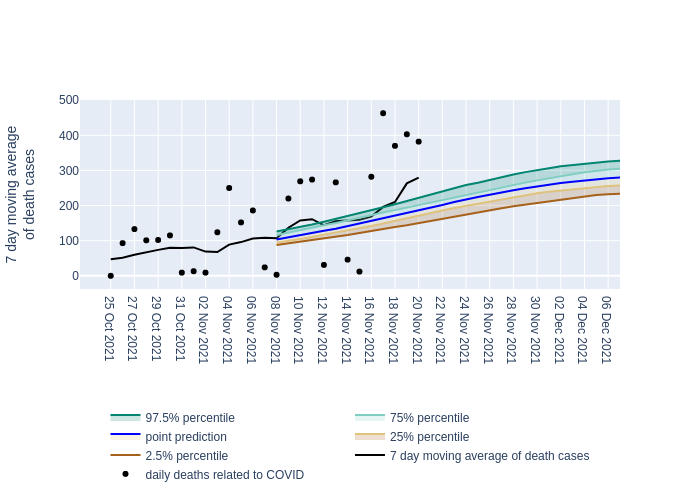 7 day moving average
of death cases
500
400
300
200
100
0
25 Oct 2021
27 Oct 2021
29 Oct 2021
31 Oct 2021
02 Nov 2021
04 Nov 2021
06 Nov 2021
08 Nov 2021
10 Nov 2021
12 Nov 2021
14 Nov 2021
16 Nov 2021
18 Nov 2021
20 Nov 2021
22 Nov 2021
24 Nov 2021
26 Nov 2021
28 Nov 2021
30 Nov 2021
02 Dec 2021
04 Dec 2021
06 Dec 2021
97.5% percentile
75% percentile
point prediction
25% percentile
2.5% percentile
7 day moving average of death cases
daily deaths related to COVID